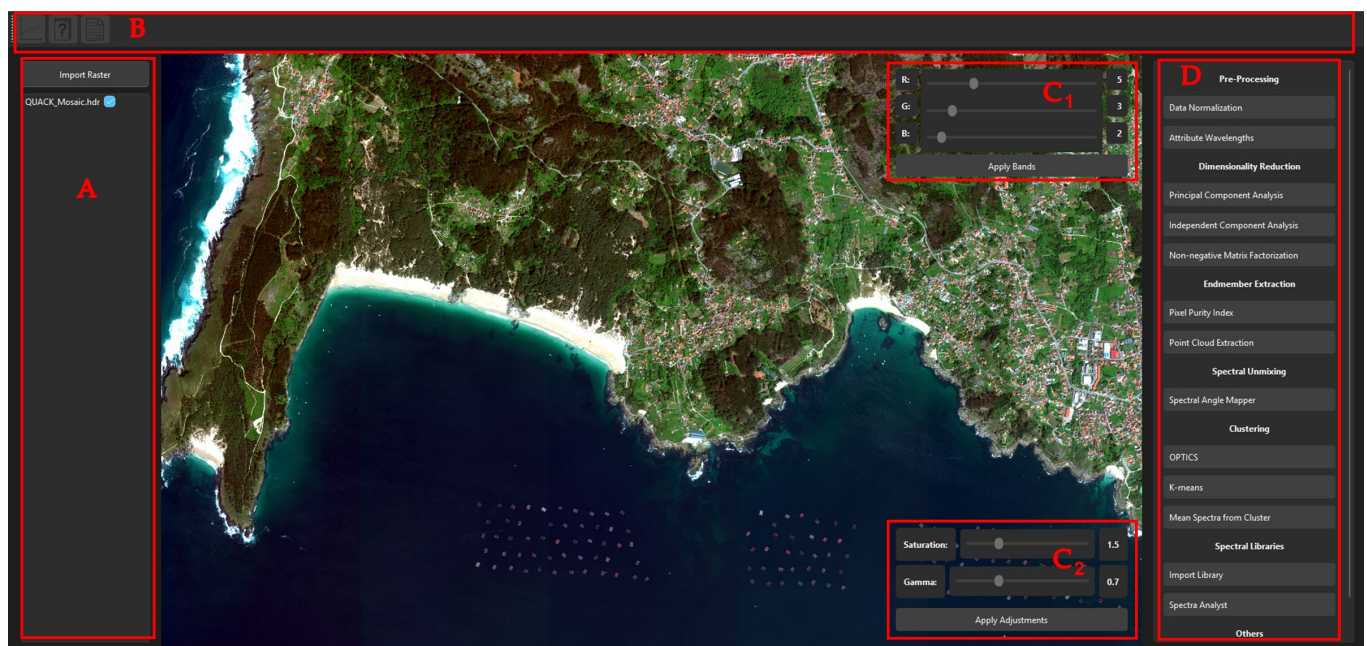 B
?
Import Raster
QUACK_Mosaic.hdr
A
R:
5
G:
3
B:
2
C1
Apply Bands
Saturation:
1.5
Gamma:
0.7
C2
Apply Adjustments
D
Pre-Processing
Data Normalization
Attribute Wavelengths
Dimensionality Reduction
Principal Component Analysis
Independent Component Analysis
Non-negative Matrix Factorization
Endmember Extraction
Pixel Purity Index
Point Cloud Extraction
Spectral Unmixing
Spectral Angle Mapper
Clustering
OPTICS
K-means
Mean Spectra from Cluster
Spectral Libraries
Import Library
Spectra Analyst
Others